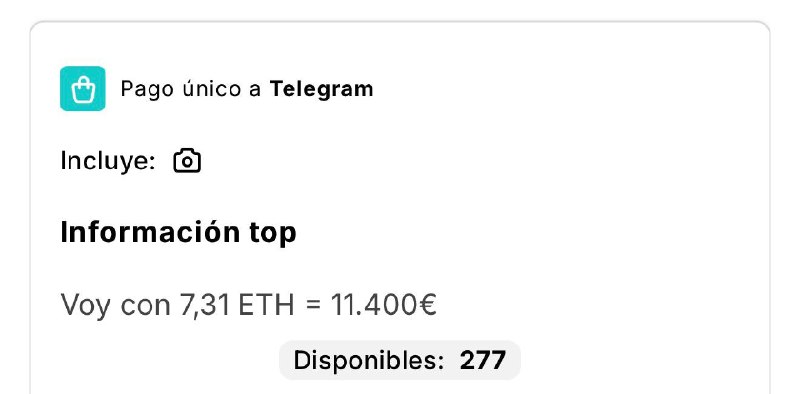 Pago único a Telegram
Incluye:
Información top
Voy con 7,31 ETH = 11.400€
Disponibles: 277